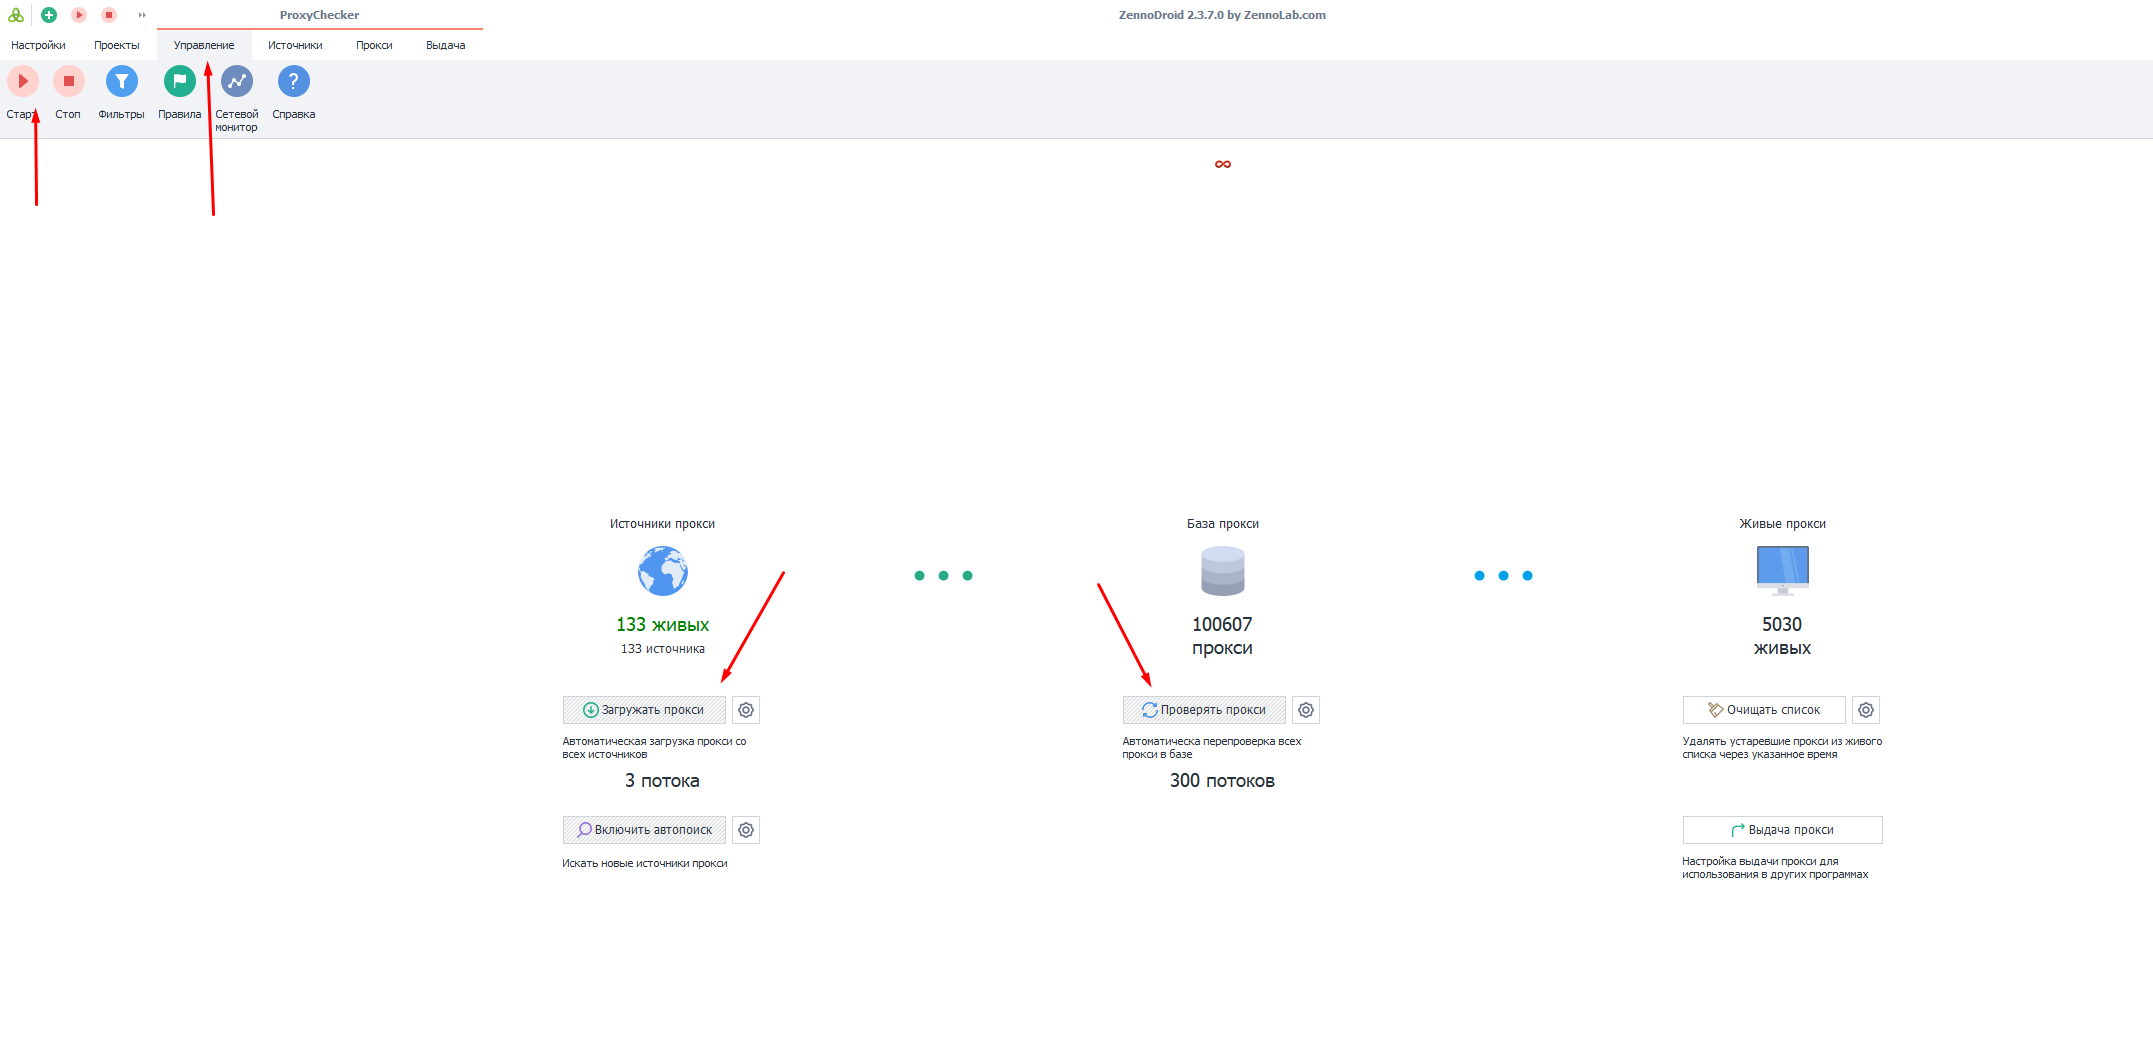 ProxyChecker
ZennoDroid 2.3.7.0 by ZennoLab.com
Настройки
Проекты
Управление
Источники
Прокси
Выдача
Старт
Стоп
Фильтры
Правила
Сетевой
монитор
Справка
Источники прокси
133 живых
133 источника
Загружать прокси
Автоматическая загрузка прокси со
всех источников
3 потока
Включить автопоиск
Искать новые источники прокси
База прокси
100607
прокси
Проверять прокси
Автоматическа перепроверка всех
прокси в базе
300 потоков
Живые прокси
5030
живых
Очищать список
Удалять устаревшие прокси из живого
списка через указанное время
Выдача прокси
Настройка выдачи прокси для
использования в других программах